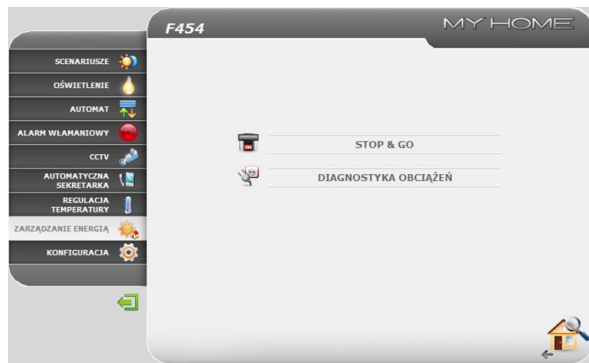 F454
MY HOME
SCENARIUSZE
OŚWIETLENIE
AUTOMAT
ALARM WŁAMANIOWY
CCTV
AUTOMATYCZNA
SEKRETARKA
REGULACJA
TEMPERATURY
ZARZĄDZANIE ENERGIĄ
KONFIGURACJA
STOP & GO
DIAGNOSTYKA OBCIĄŻEŃ